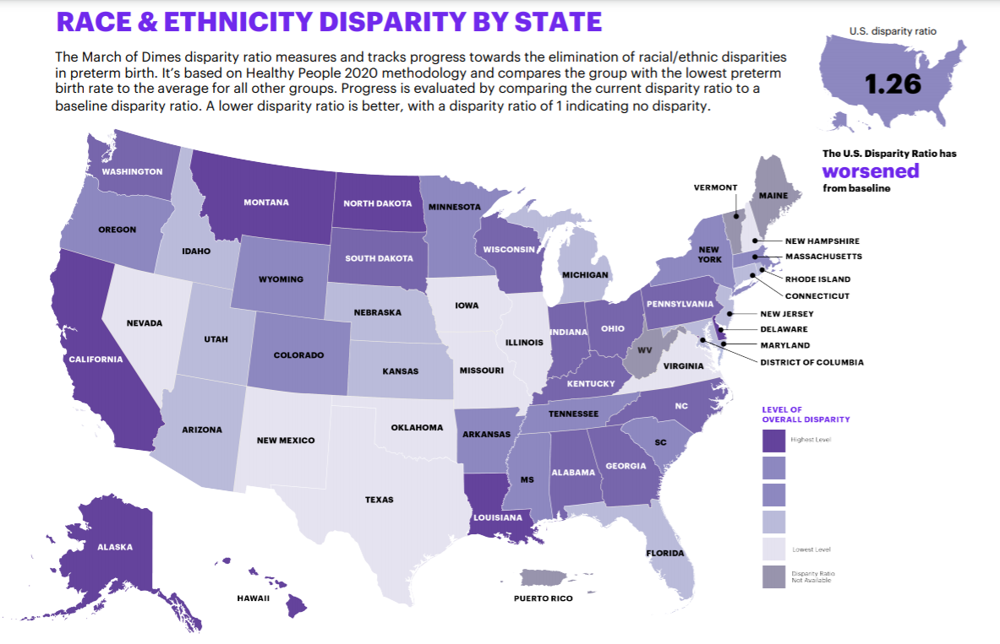 RACE & ETHNICITY DISPARITY BY STATE
The March of Dimes disparity ratio measures and tracks progress towards the elimination of racial/ethnic disparities
in preterm birth. It's based on Healthy People 2020 methodology and compares the group with the lowest preterm
birth rate to the average for all other groups. Progress is evaluated by comparing the current disparity ratio to a
baseline disparity ratio. A lower disparity ratio is better, with a disparity ratio of 1 indicating no disparity.
U.S. disparity ratio
1.26
The U.S. Disparity Ratio has
worsened
from baseline
WASHINGTON
MONTANA
NORTH DAKOTA
MINNESOTA
VERMONT
MAINE
OREGON
IDAHO
SOUTH DAKOTA
WISCONSIN
NEW
YORK
NEW HAMPSHIRE
MASSACHUSETTS
WYOMING
MICHIGAN
RHODE ISLAND
CONNECTICUT
NEVADA
NEBRASKA
IOWA
PENNSYLVANIA
NEW JERSEY
UTAH
ILLINOIS
INDIANA
OHIO
DELAWARE
MARYLAND
CALIFORNIA
COLORADO
KANSAS
MISSOURI
WV
VIRGINIA
DISTRICT OF COLUMBIA
KENTUCKY
ARIZONA
NEW MEXICO
OKLAHOMA
ARKANSAS
TENNESSEE
NC
SC
TEXAS
MS
ALABAMA
GEORGIA
LOUISIANA
FLORIDA
ALASKA
HAWAII
PUERTO RICO
LEVEL OF
OVERALL DISPARITY
Highest Level
Lowest Level
Disparity Ratio
Not Available